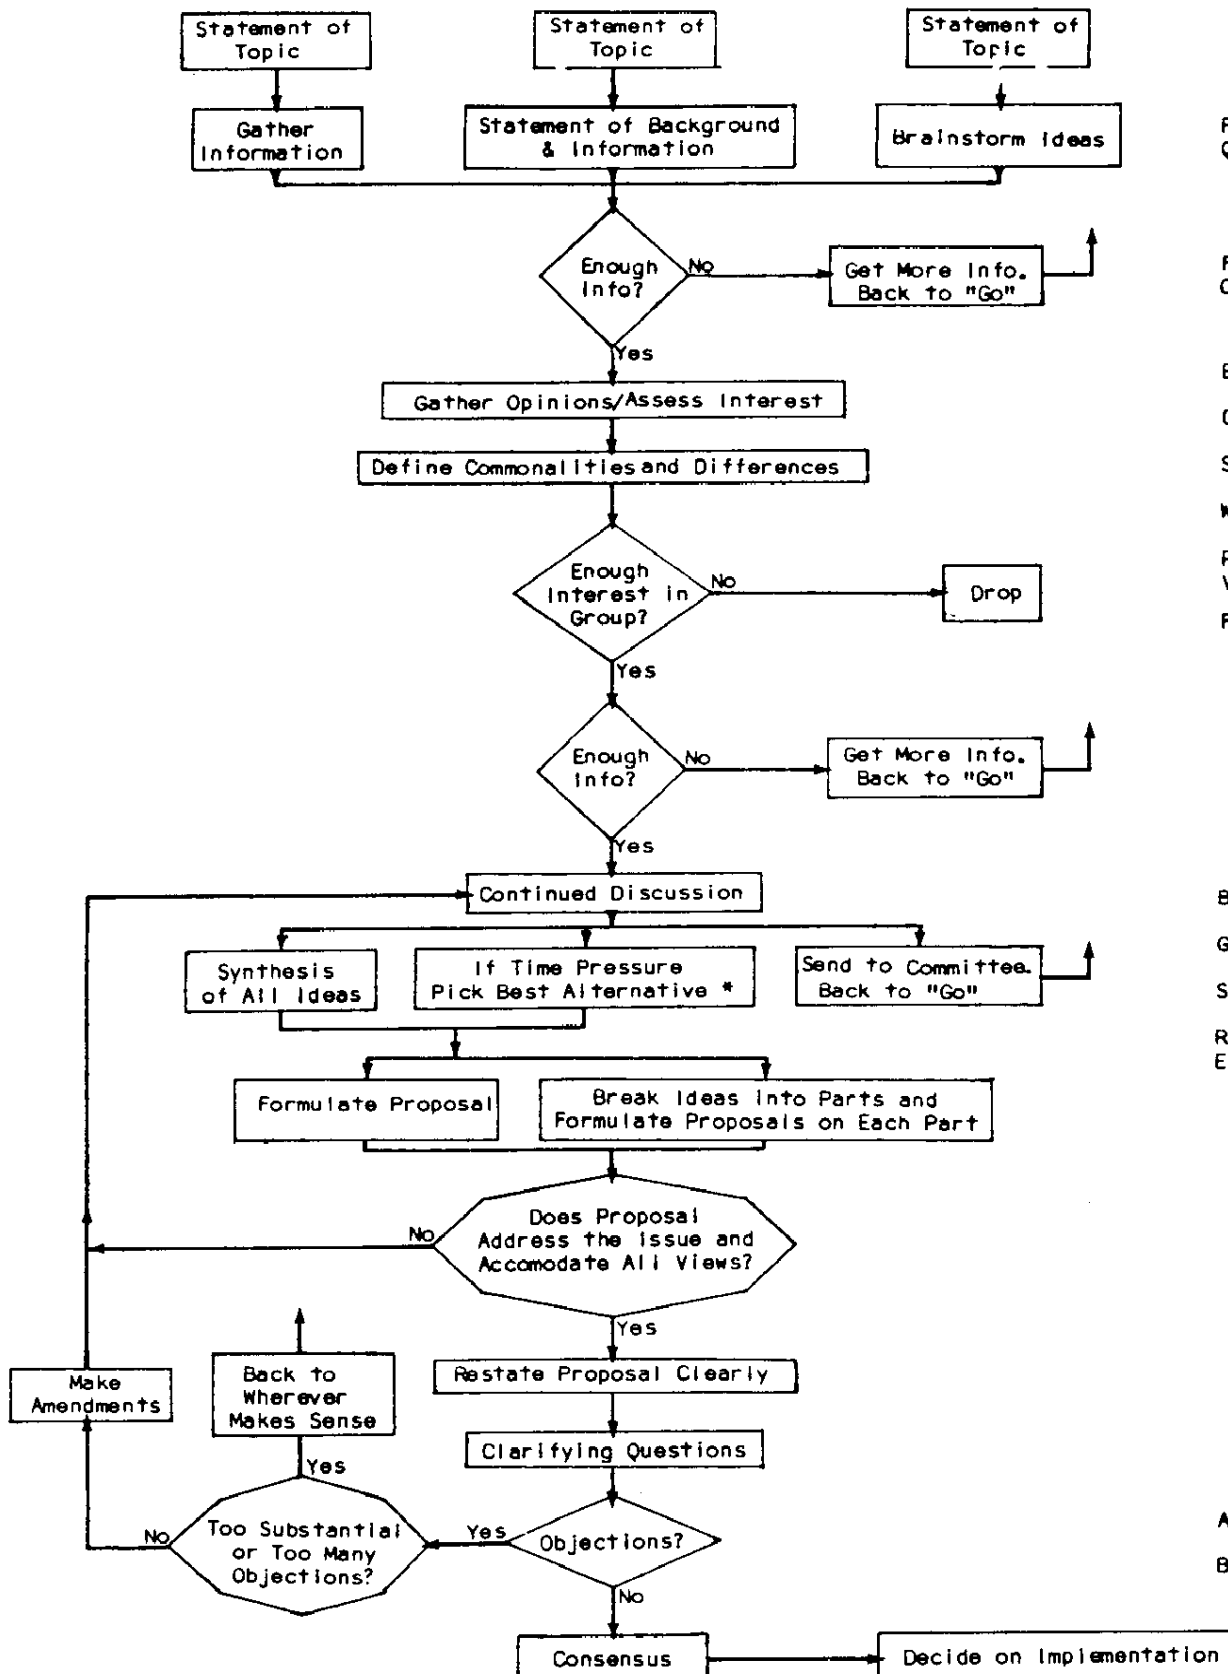 Statement of
Topic
Statement of
Topic
Statement of
Topic
Gather
Information
Statement of Background
& Information
Brainstorm Ideas
Enough
Info?
No
Get More Info.
Back to "Go"
Yes
Gather Opinions/Assess Interest
Define Commonalities and Differences
Enough
Interest in
Group?
No
Drop
Yes
Enough
Info?
No
Get More Info.
Back to "Go"
Yes
Continued Discussion
Synthesis
of All Ideas
If Time Pressure
Pick Best Alternative *
Send to Committee.
Back to "Go"
Formulate Proposal
Break Ideas Into Parts and
Formulate Proposals on Each Part
Does Proposal
Address the Issue and
Accomodate All Views?
No
Yes
Make
Amendments
Back to
Wherever
Makes Sense
Restate Proposal Clearly
Clarifying Questions
Yes
No
Too Substantial
or Too Many
Objections?
Yes
Objections?
No
Consensus
Decide on Implementation